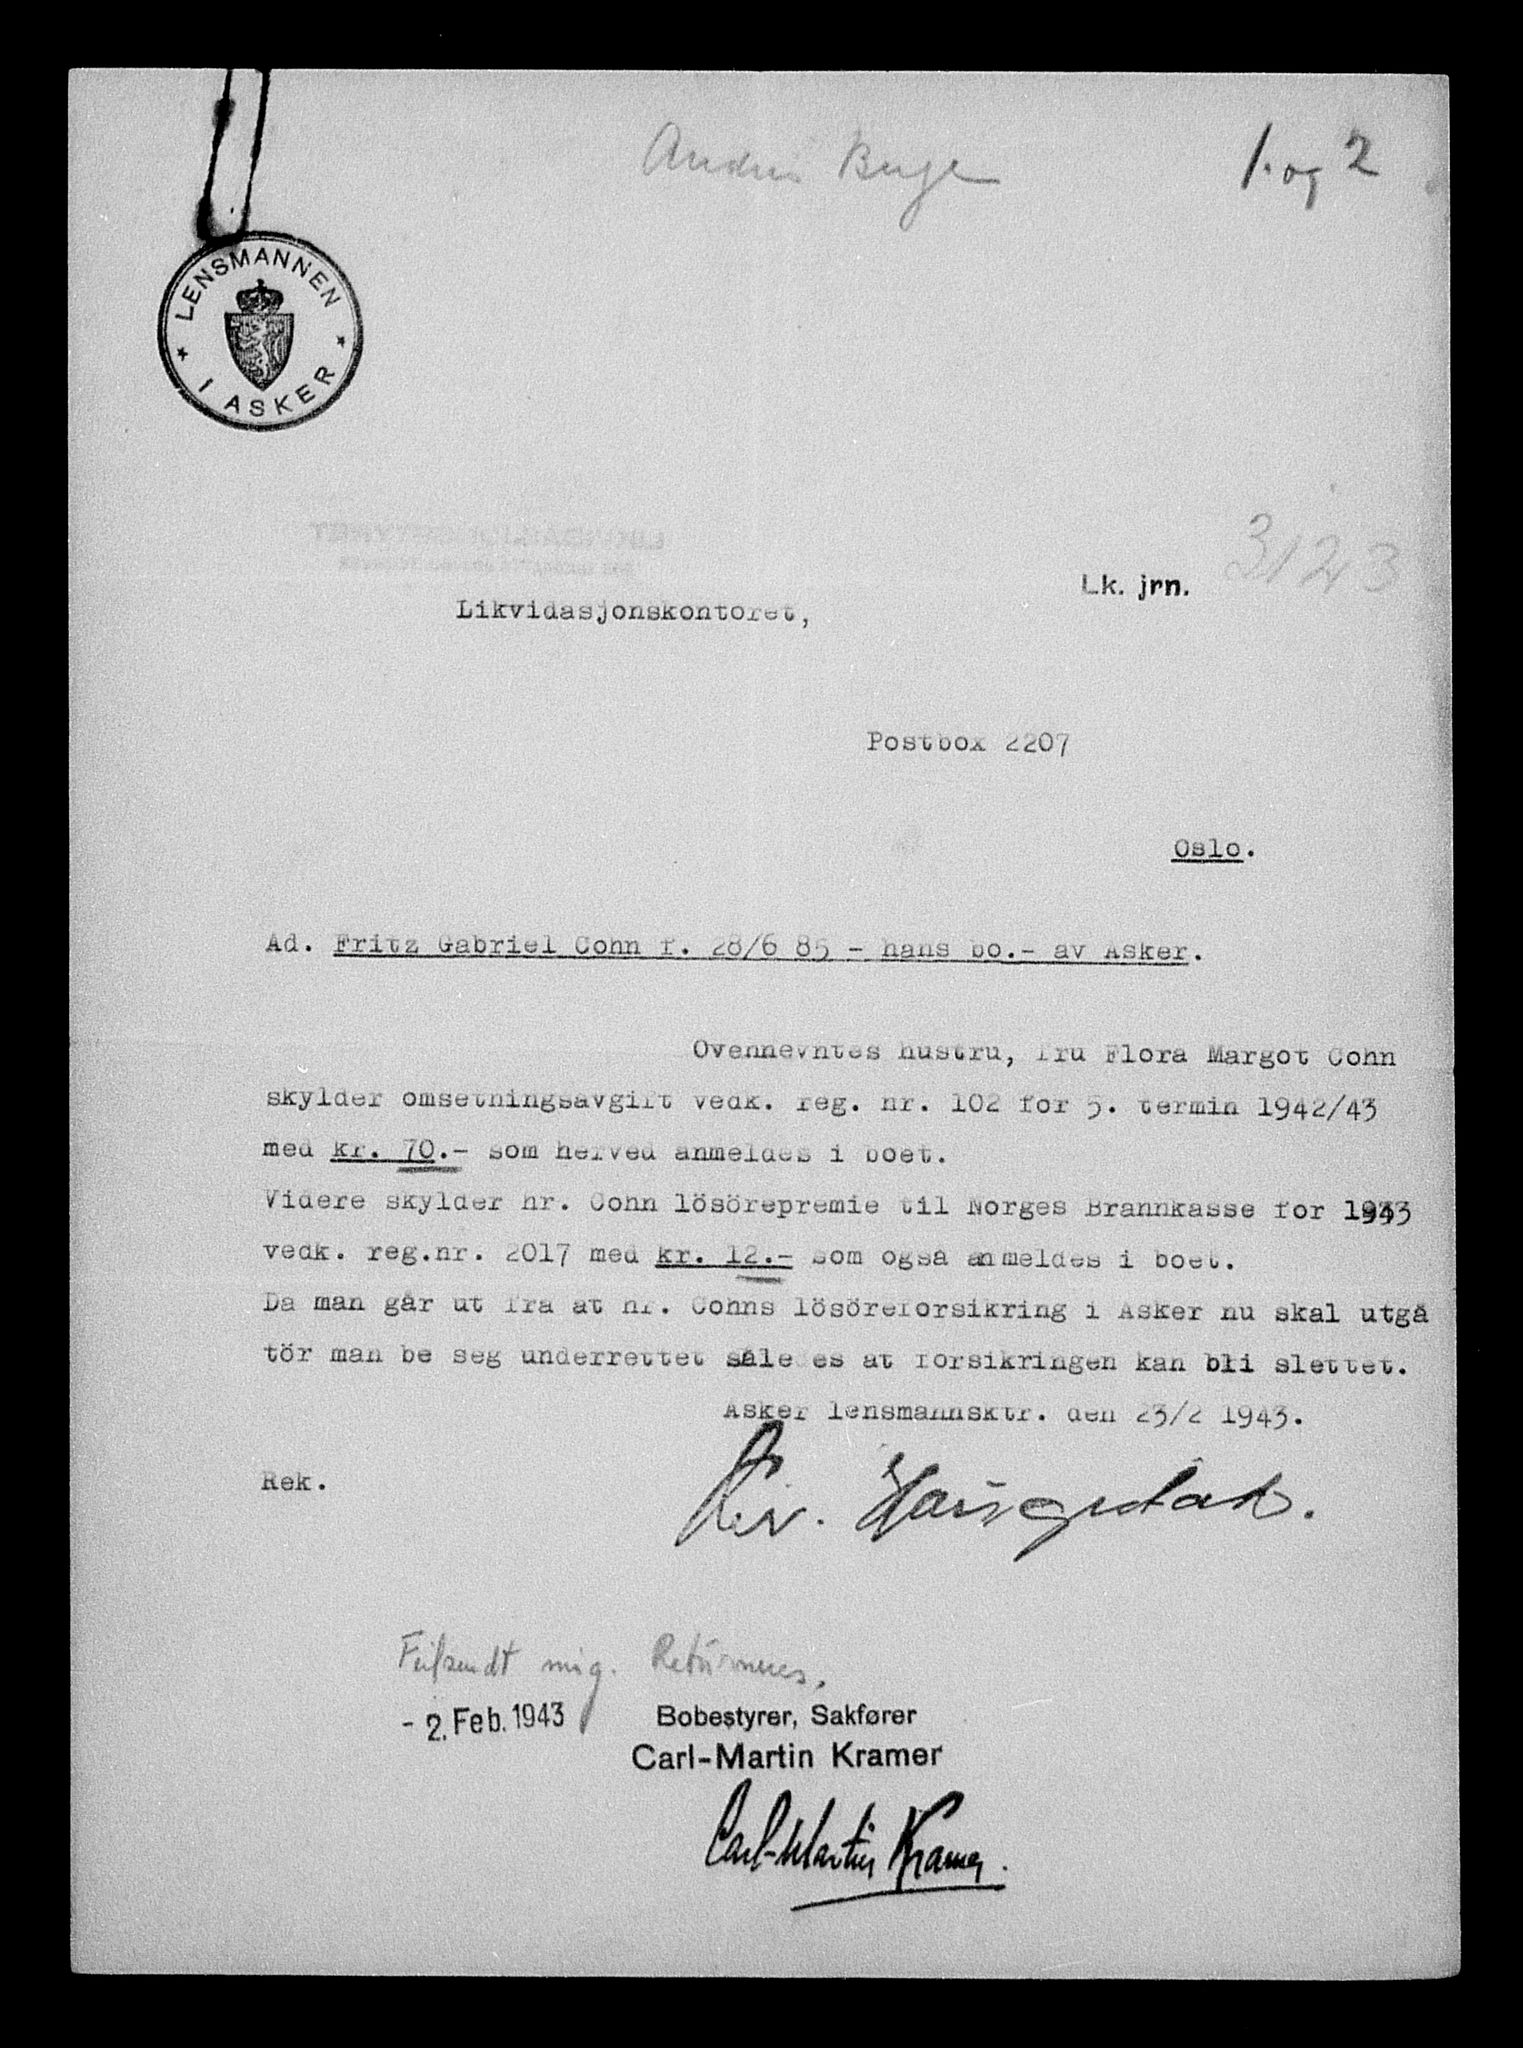 1. og 2
LENSMANNEN
I ASKER
3123
Lk. jrn.
Likvidasjonskontoret,
Postbox 2207
Oslo.
Ad. Fritz Gabriel Cohn f. 28/6 85 - hans bo.- av Asker.
Ovennevntes hustru, fru Flora Margot Cohn
skylder omsetningsavgift vedk. reg. nr. 102 for 5. termin 1942/43
med kr. 70.- som herved anmeldes i boet.
Videre skylder hr. Cohn lösörepremie til Norges Brannkasse for 1943
vedk. reg.nr. 2017 med kr. 12.- som også anmeldes i boet.
Da man går ut fra at hr. Cohns lösöreforsikring i Asker nu skal utgå
tör man be seg underrettet således at forsikringen kan bli slettet.
Asker lensmannsktr. den 23/2 1943.
Rek.
Feilsendt mig. Returneres.
- 2. Feb. 1943
Bobestyrer, Sakfører
Carl-Martin Kramer
Carl-Martin Kramer.